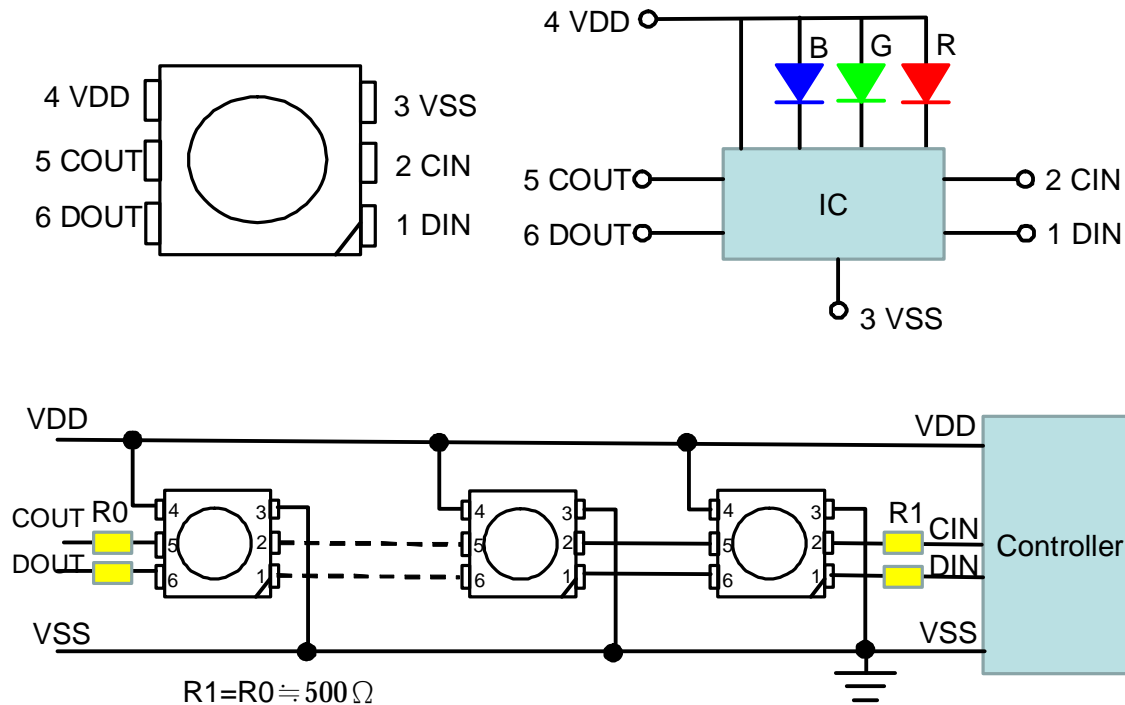 4 VDD
5 COUT
6 DOUT
3 VSS
2 CIN
1 DIN
4 VDD
B
G
R
5 COUT
6 DOUT
IC
2 CIN
1 DIN
3 VSS
VDD
VDD
COUT
R0
DOUT
4
5
6
3
2
1
4
5
6
3
2
1
4
5
6
3
2
1
R1
CIN
DIN
Controller
VSS
VSS
R1=R0≒500Ω